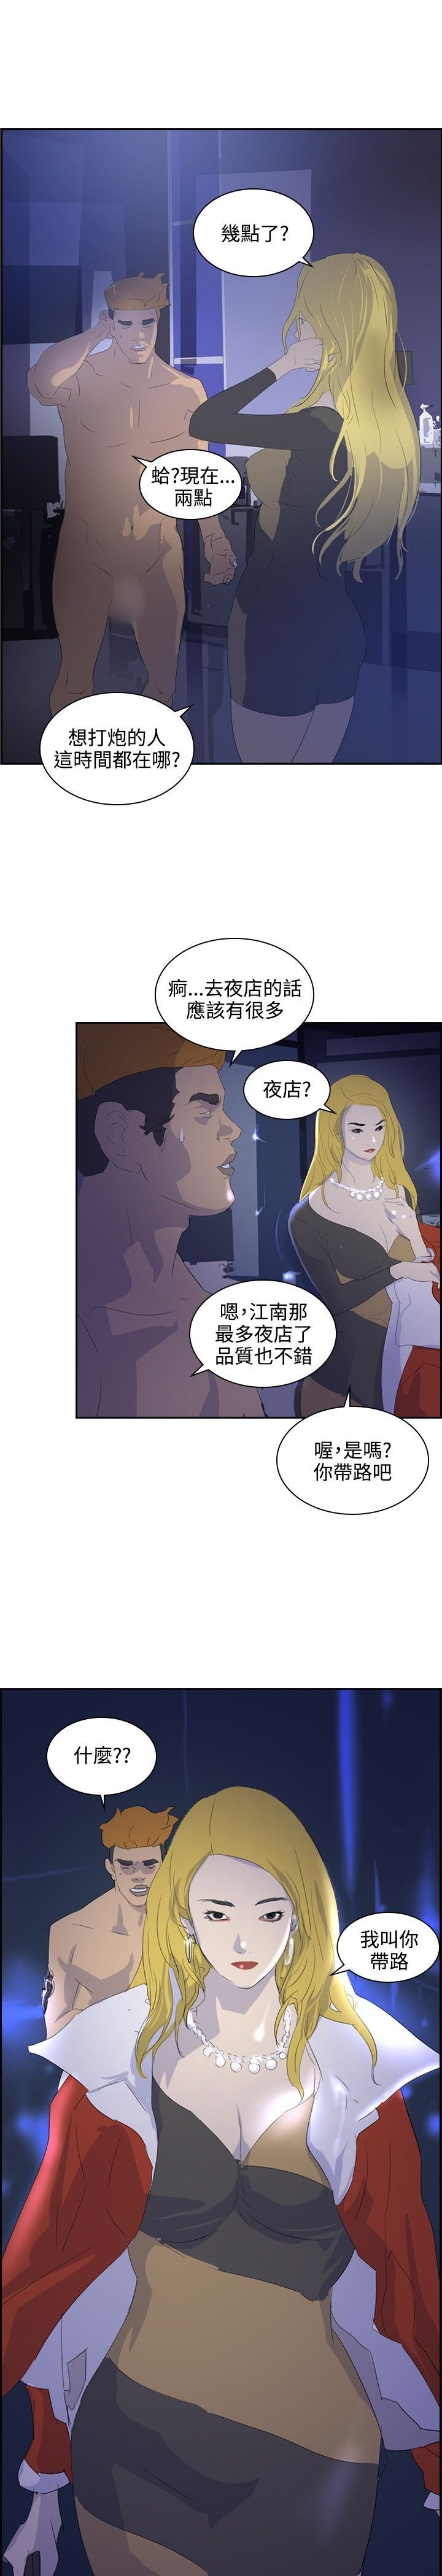 幾點了?
蛤?現在...
兩點
想打炮的人
這時間都在哪?
痾...去夜店的話
應該有很多
夜店?
嗯,江南那
最多夜店了
品質也不錯
喔,是嗎?
你帶路吧
什麼??
我叫你
帶路